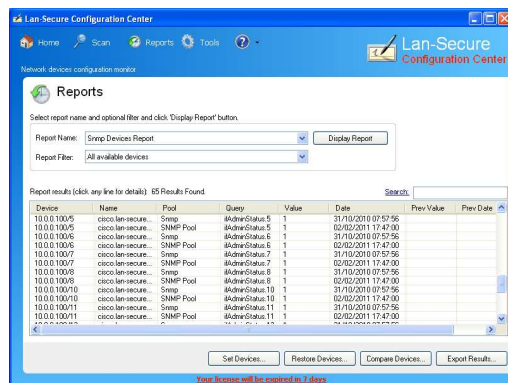 Lan-Secure Configuration Center
Home Scan Reports Tools
Lan-Secure
Configuration Center
Network devices configuration monitor
Reports
Select report name and optional filter and click 'Display Report' button.
Report Name: Snmp Devices Report Display Report
Report Filter: All available devices
Report results (click any line for details): 65 Results Found. Search:
Device Name Pool Query Value Date Prev Value Prev Date
10.0.0.100/5 cisco.lan-secure... Snmp ifAdminStatus.5 1 31/10/2010 07:57:56
10.0.0.100/5 cisco.lan-secure... SNMP Pool ifAdminStatus.5 1 02/02/2011 17:47:00
10.0.0.100/6 cisco.lan-secure... Snmp ifAdminStatus.6 1 31/10/2010 07:57:56
10.0.0.100/6 cisco.lan-secure... SNMP Pool ifAdminStatus.6 1 02/02/2011 17:47:00
10.0.0.100/7 cisco.lan-secure... Snmp ifAdminStatus.7 1 31/10/2010 07:57:56
10.0.0.100/7 cisco.lan-secure... SNMP Pool ifAdminStatus.7 1 02/02/2011 17:47:00
10.0.0.100/8 cisco.lan-secure... Snmp ifAdminStatus.8 1 31/10/2010 07:57:56
10.0.0.100/8 cisco.lan-secure... SNMP Pool ifAdminStatus.8 1 02/02/2011 17:47:00
10.0.0.100/10 cisco.lan-secure... Snmp ifAdminStatus.10 1 31/10/2010 07:57:56
10.0.0.100/10 cisco.lan-secure... SNMP Pool ifAdminStatus.10 1 02/02/2011 17:47:00
10.0.0.100/11 cisco.lan-secure... Snmp ifAdminStatus.11 1 31/10/2010 07:57:56
10.0.0.100/11 cisco.lan-secure... SNMP Pool ifAdminStatus.11 1 02/02/2011 17:47:00
Set Devices... Restore Devices... Compare Devices... Export Results...
Your license will be expired in 7 days